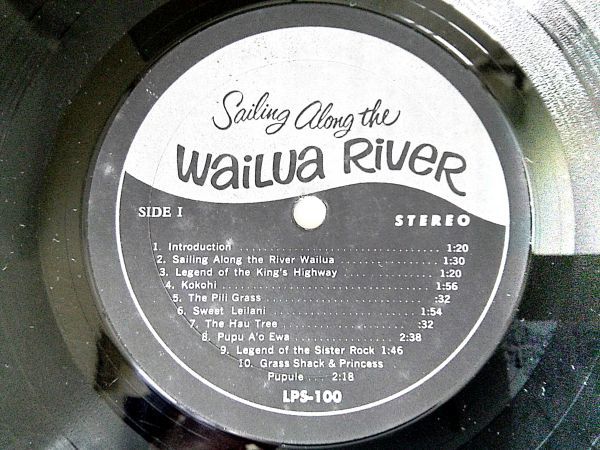 Sailing Along the
WAILUA RIVER
SIDE I
STEREO
1. Introduction ........................ 1:20
2. Sailing Along the River Wailua ........... 1:30
3. Legend of the King's Highway ............ 1:20
4. Kokohi ........................ 1:56
5. The Pili Grass ........................ :32
6. Sweet Leilani ..................... 1:54
7. The Hau Tree ................... :32
8. Pupu A'o Ewa ............... 2:38
9. Legend of the Sister Rock 1:46
10. Grass Shack & Princess
Pupule .... 2:18
LPS-100